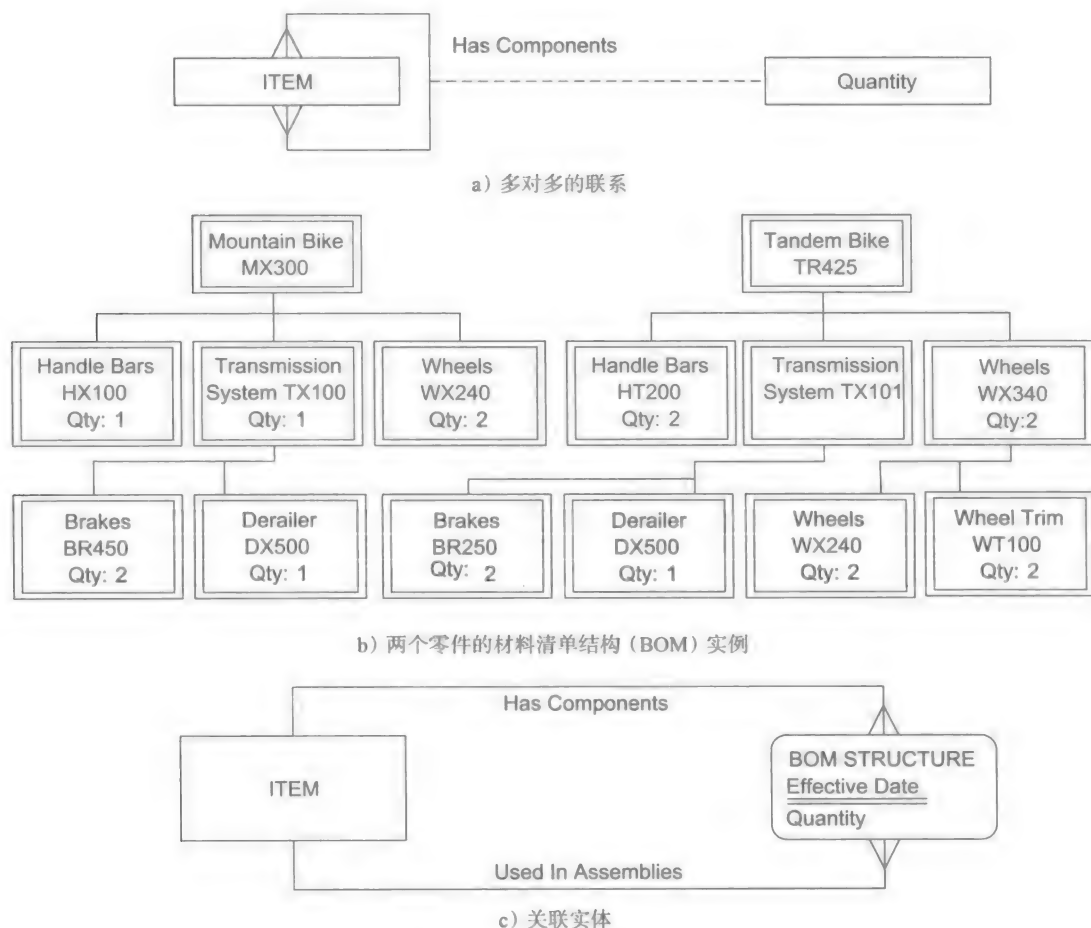 Has Components
ITEM
Quantity
a) 多对多的联系
Mountain Bike
MX300
Tandem Bike
TR425
Handle Bars
HX100
Qty: 1
Transmission
System TX100
Qty: 1
Wheels
WX240
Qty: 2
Handle Bars
HT200
Qty: 2
Transmission
System TX101
Wheels
WX340
Qty:2
Brakes
BR450
Qty: 2
Derailer
DX500
Qty: 1
Brakes
BR250
Qty: 2
Derailer
DX500
Qty: 1
Wheels
WX240
Qty: 2
Wheel Trim
WT100
Qty: 2
b) 两个零件的材料清单结构 (BOM) 实例
Has Components
ITEM
BOM STRUCTURE
Effective Date
Quantity
Used In Assemblies
c) 关联实体